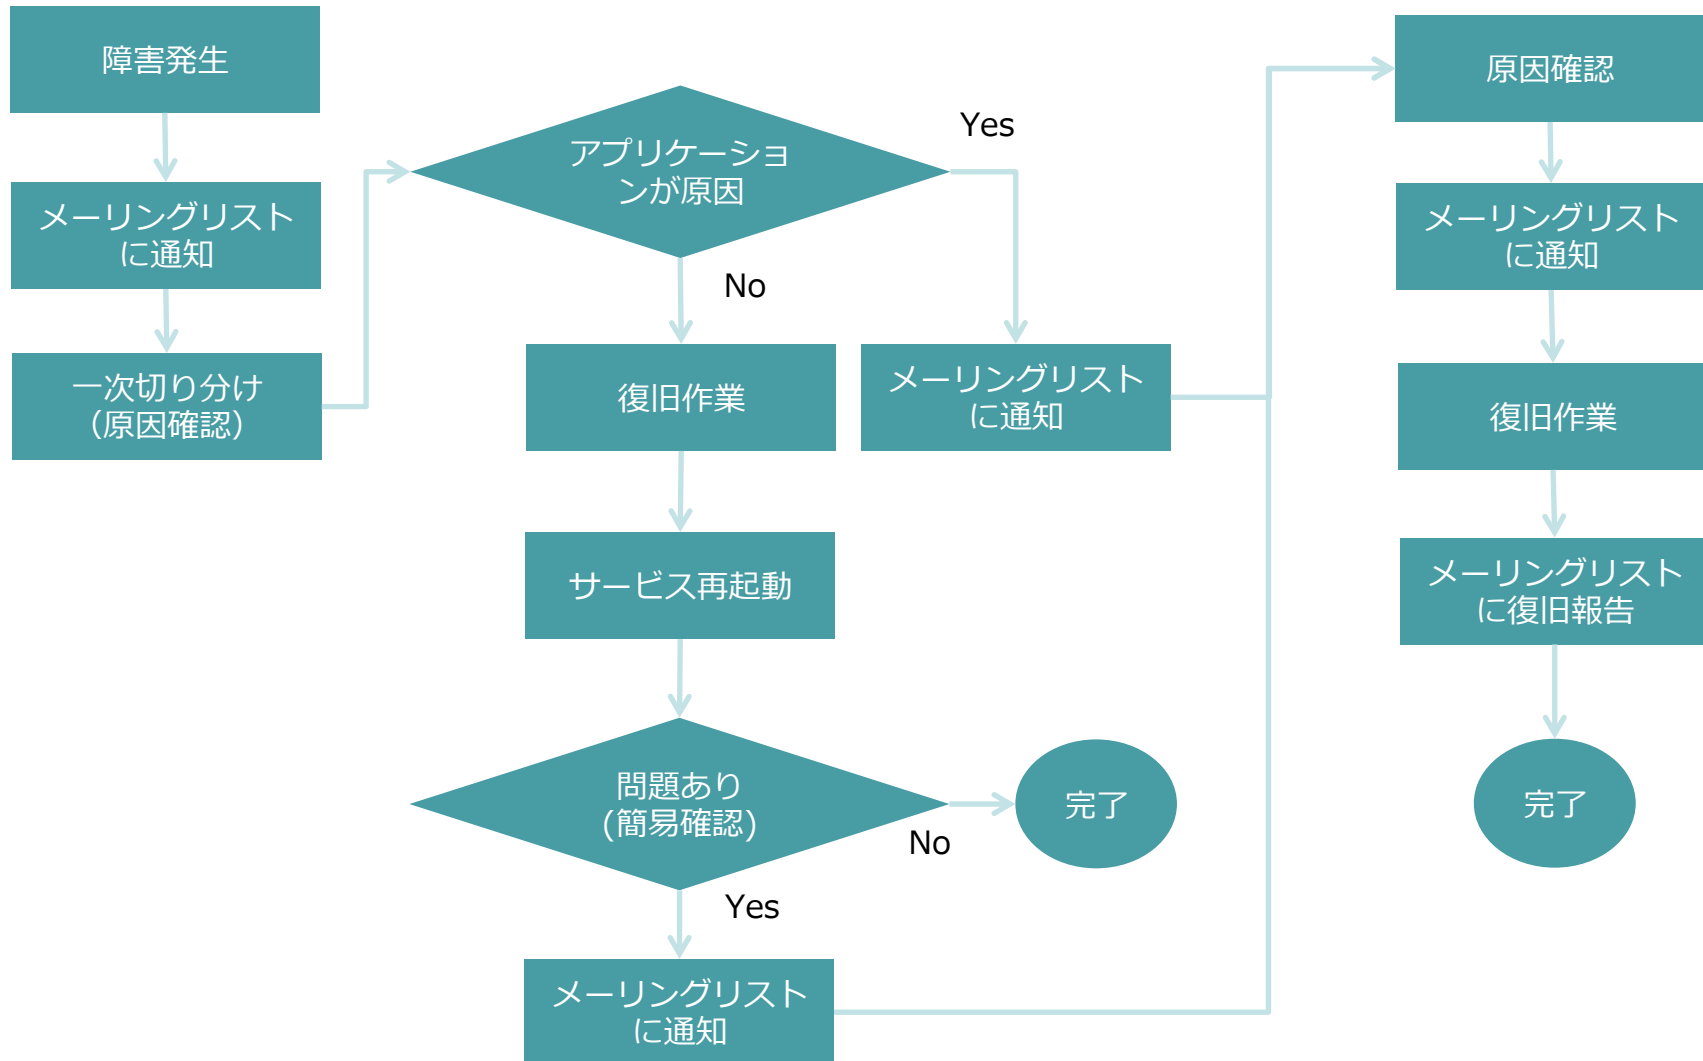 障害発生
メーリングリスト
に通知
一次切り分け
（原因確認）
アプリケーショ
ンが原因
Yes
No
復旧作業
メーリングリスト
に通知
サービス再起動
問題あり
(簡易確認)
No
完了
Yes
メーリングリスト
に通知
原因確認
メーリングリスト
に通知
復旧作業
メーリングリスト
に復旧報告
完了